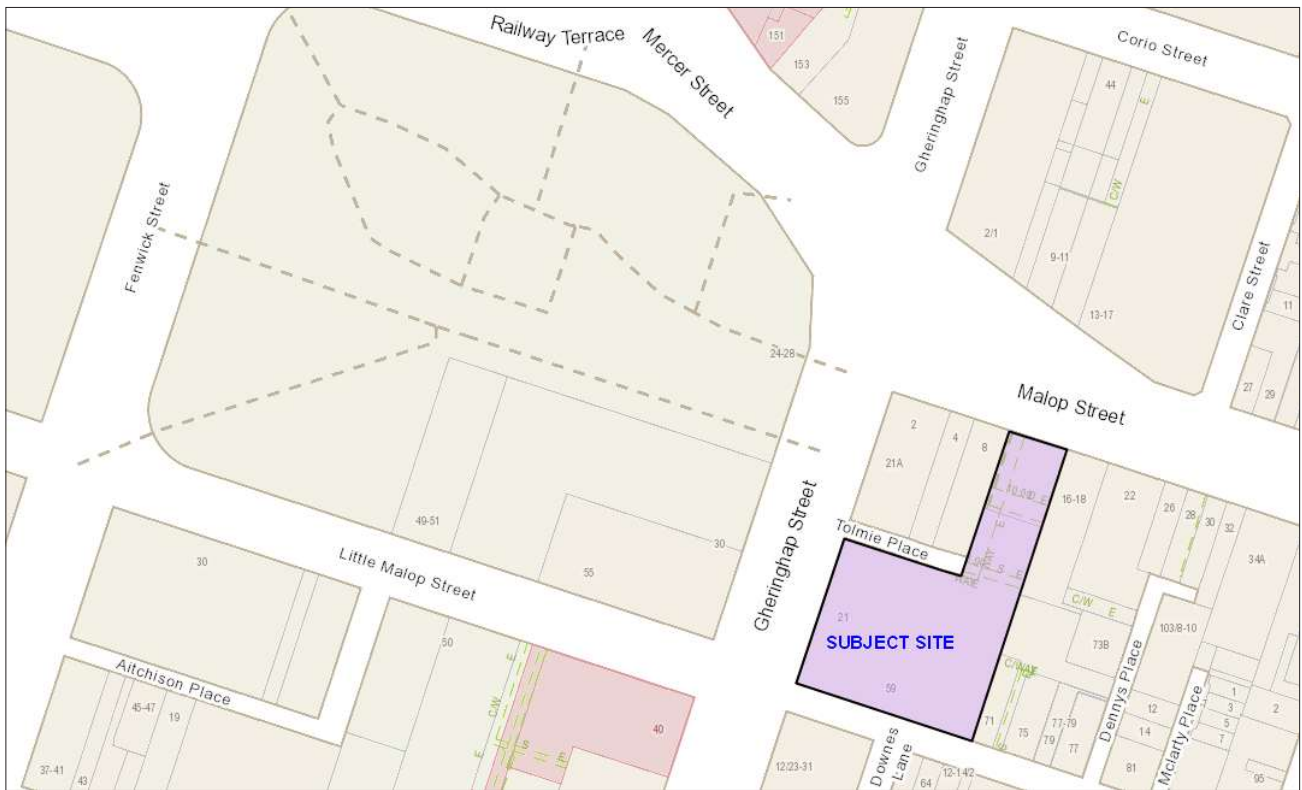 Railway Terrace
Mercer Street
151
153
155
Gheringhap Street
Corio Street
44
E
C/W
2/1
9-11
13-17
Clare Street
11
27
29
Fenwick Street
24-28
Malop Street
2
4
8
21A
16-18
22
26
28
30
32
34A
Tolmie Place
E
S
E
WAY
C/W
E
49-51
55
30
Gheringhap Street
21
SUBJECT SITE
59
73B
103/8-10
Dennys Place
Mclarty Place
71
75
77-79
79
77
12
14
81
1
3
5
7
2
95
Little Malop Street
30
50
E
C/W
E
S
E
40
Aitchison Place
45-47
19
37-41
43
12/23-31
Downes
Lane
64